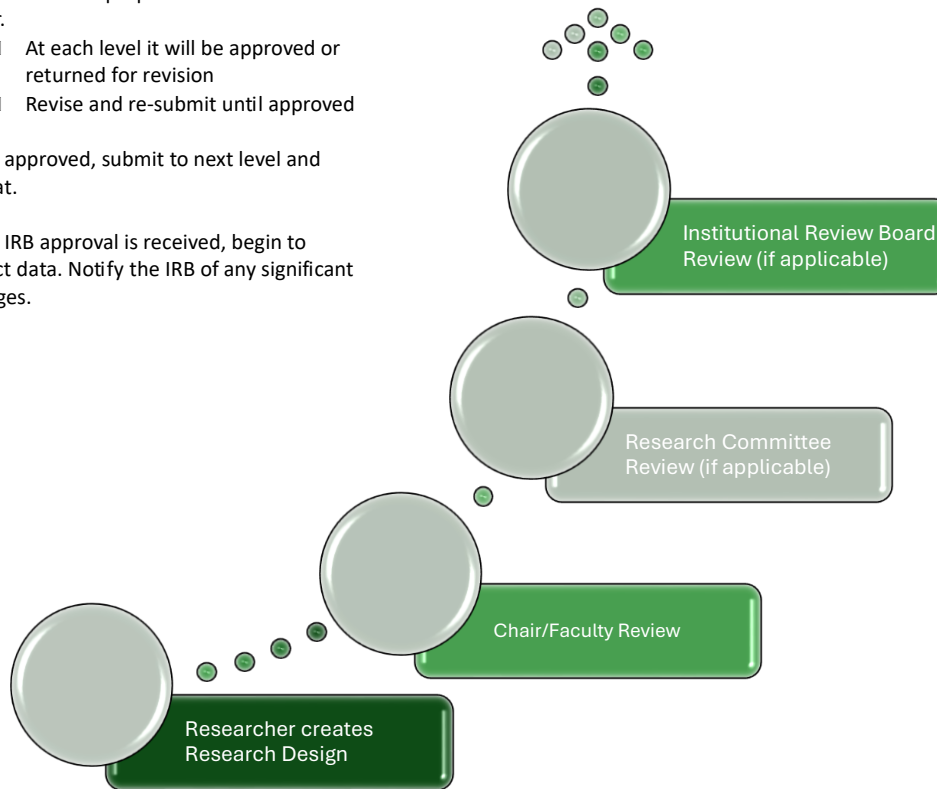 At each level it will be approved or
returned for revision
Revise and re-submit until approved
approved, submit to next level and
at.
IRB approval is received, begin to
ct data. Notify the IRB of any significant
ges.
Institutional Review Board
Review (if applicable)
Research Committee
Review (if applicable)
Chair/Faculty Review
Researcher creates
Research Design